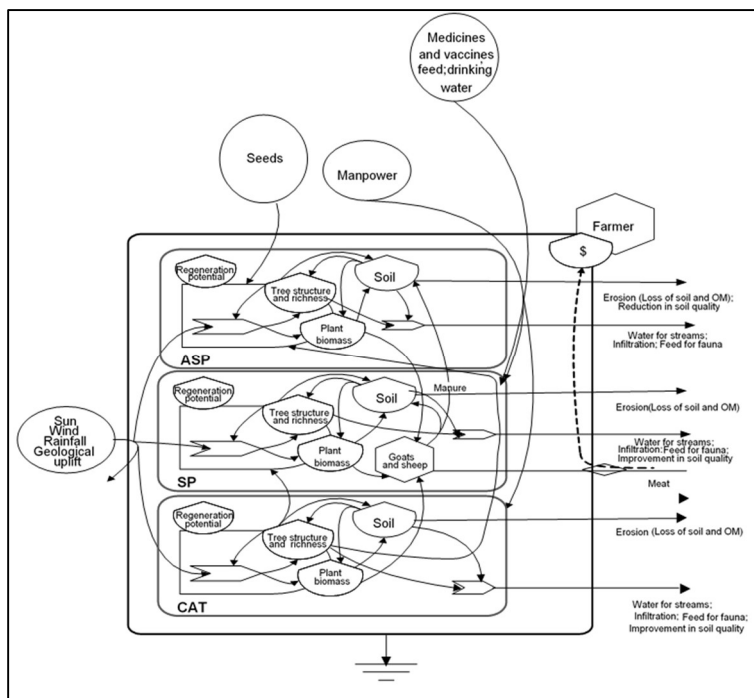 Medicines
and vaccines
feed;drinking
water
Seeds
Manpower
Farmer
$
Regeneration
potential
Tree structure
and richness
Soil
Plant
biomass
ASP
Erosion (Loss of soil and OM);
Reduction in soil quality
Water for streams;
Infiltration; Feed for fauna
Regeneration
potential
Tree structure
and richness
Soil
Manure
Plant
biomass
Goats
and sheep
SP
Erosion(Loss of soil and OM)
Water for streams;
Infiltration;Feed for fauna;
Improvement in soil quality
Meat
Sun
Wind
Rainfall
Geological
uplift
Regeneration
potential
Tree structure
and richness
Soil
Plant
biomass
CAT
Erosion (Loss of soil and OM)
Water for streams;
Infiltration; Feed for fauna;
Improvement in soil quality